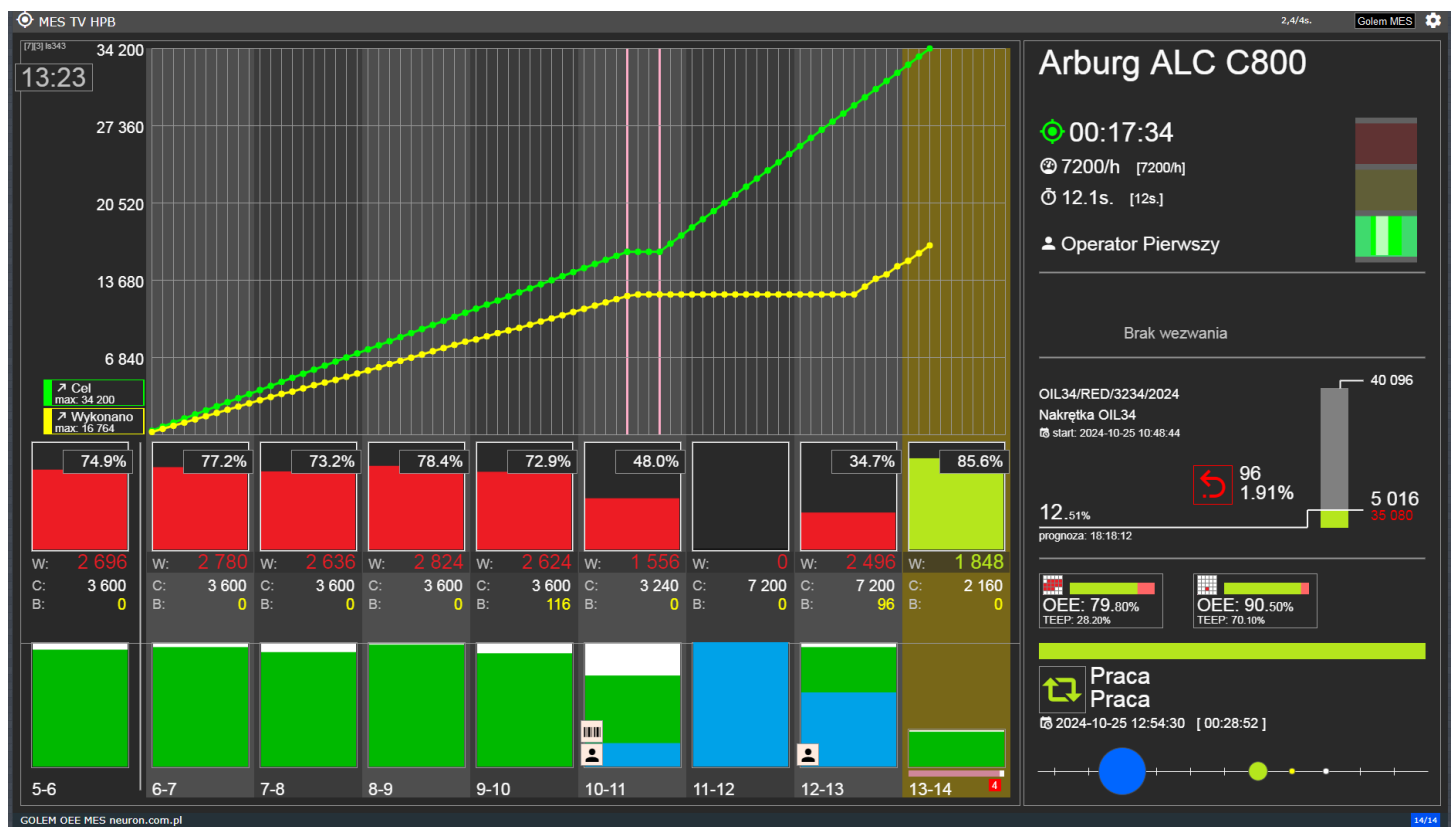 MES TV HPB
2,4/4s.
Golem MES
[7][3] ls343
13:23
34 200
27 360
20 520
13 680
6 840
Cel
max: 34 200
Wykonano
max: 16 764
74.9%
77.2%
73.2%
78.4%
72.9%
48.0%
34.7%
85.6%
W: 2 696
W: 2 780
W: 2 636
W: 2 824
W: 2 624
W: 1 556
W: 0
W: 2 496
W: 1 848
C: 3 600
C: 3 600
C: 3 600
C: 3 600
C: 3 600
C: 3 240
C: 7 200
C: 7 200
C: 2 160
B: 0
B: 0
B: 0
B: 0
B: 116
B: 0
B: 0
B: 96
B: 0
5-6
6-7
7-8
8-9
9-10
10-11
11-12
12-13
13-14
4
Arburg ALC C800
00:17:34
7200/h [7200/h]
12.1s. [12s.]
Operator Pierwszy
Brak wezwania
40 096
OIL34/RED/3234/2024
Nakrętka OIL34
start: 2024-10-25 10:48:44
96
1.91%
5 016
35 080
12.51%
prognoza: 18:18:12
OEE: 79.80%
TEEP: 28.20%
OEE: 90.50%
TEEP: 70.10%
Praca
Praca
2024-10-25 12:54:30 [ 00:28:52 ]
GOLEM OEE MES neuron.com.pl
14/14